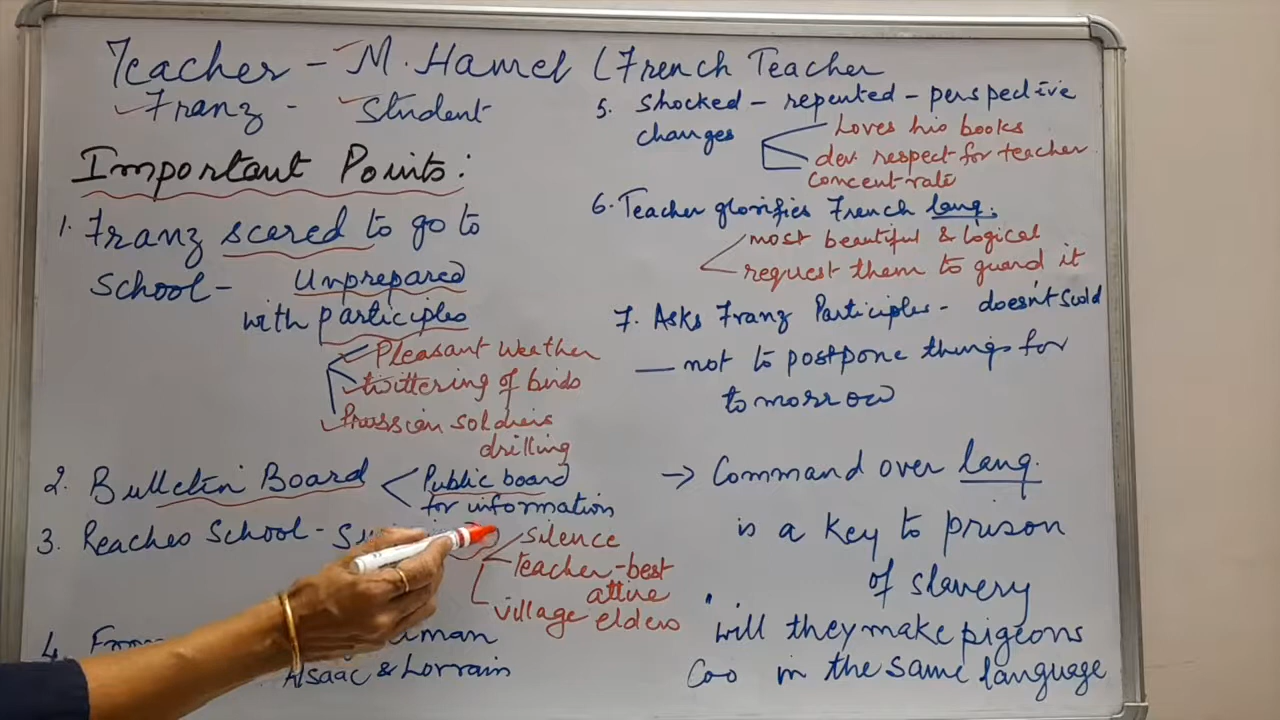 Teacher - M. Hamel (French Teacher
Franz - Student
Important Points:
1. Franz scared to go to
School - Unprepared
with participles
Pleasant weather
twittering of birds
Prussian soldiers
drilling
2. Bulletin Board
Public board
for information
3. Reaches School -
silence
Teacher-best
attire
village elders
4.
Alsaac & Lorrain
5. Shocked - repented - perspective
changes
Loves his books
dev respect for teacher
concentrate
6. Teacher glorifies French lang.
most beautiful & logical
request them to guard it
7. Asks Franz Participles - doesn't scold
— not to postpone things for
tomorrow
→ Command over lang.
is a key to prison
of slavery
will they make pigeons
Coo in the same language